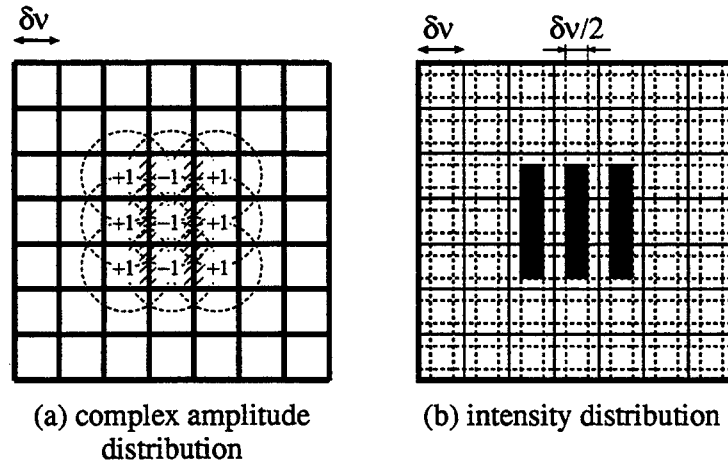 δν
δν
δν/2
+1 −1 +1
+1 −1 +1
+1 −1 +1
(a) complex amplitude
distribution
(b) intensity distribution